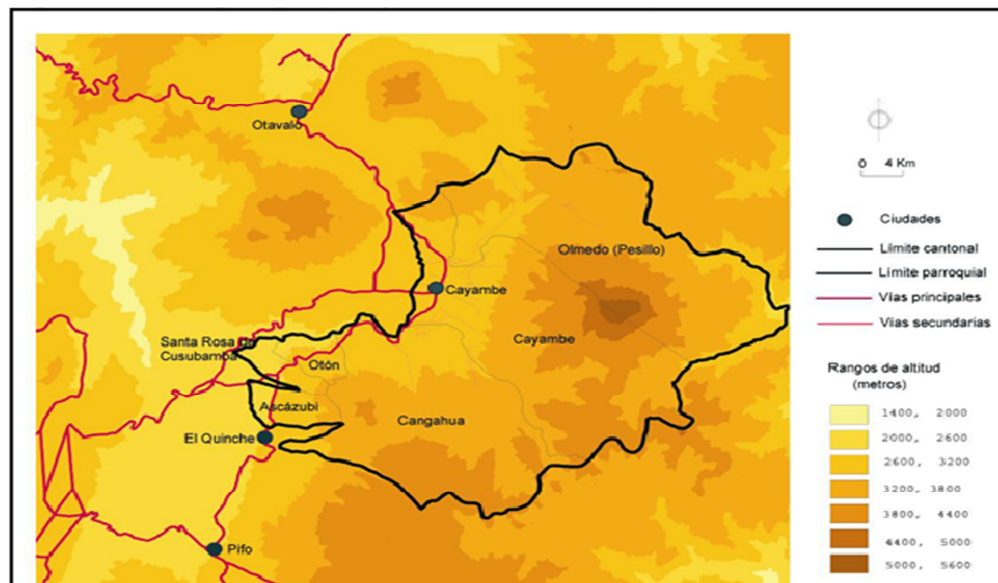 Otavalo
Olmedo (Pesillo)
Cayambe
Cayambe
Santa Rosa De
Cusubamba
Otón
Ascázubi
Cangahua
El Quinche
Pifo
0 4 Km
Ciudades
Límite cantonal
Límite parroquial
Vías principales
Vías secundarias
Rangos de altitud
(metros)
1400, 2000
2000, 2600
2600, 3200
3200, 3800
3800, 4400
4400, 5000
5000, 5600